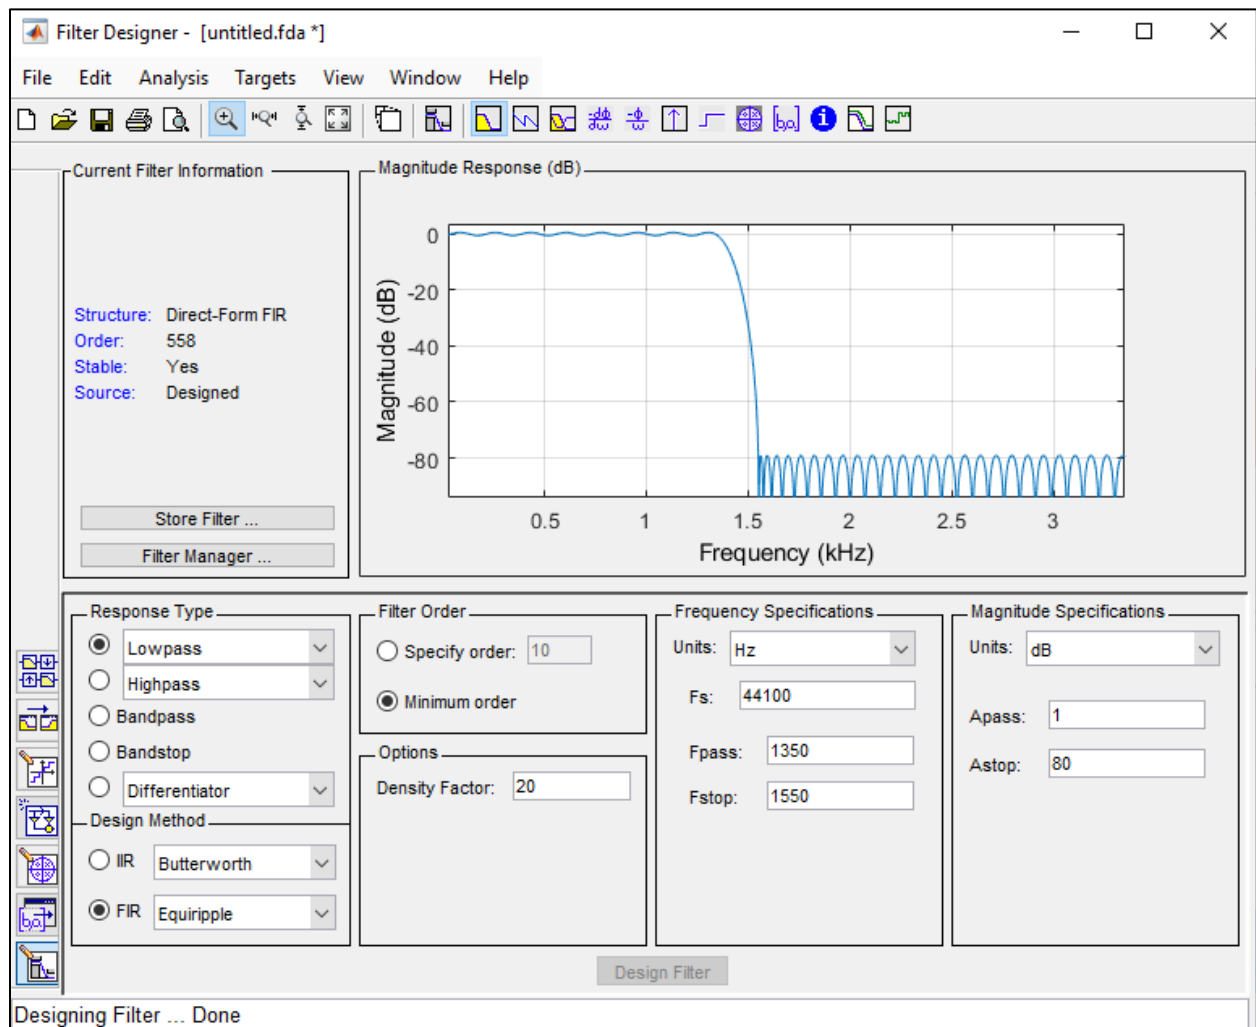 Filter Designer - [untitled.fda *]
File Edit Analysis Targets View Window Help
Current Filter Information
Structure: Direct-Form FIR
Order: 558
Stable: Yes
Source: Designed
Store Filter ...
Filter Manager ...
Magnitude Response (dB)
Magnitude (dB)
0
-20
-40
-60
-80
0.5 1 1.5 2 2.5 3
Frequency (kHz)
Response Type
Lowpass
Highpass
Bandpass
Bandstop
Differentiator
Design Method
IIR Butterworth
FIR Equiripple
Filter Order
Specify order: 10
Minimum order
Options
Density Factor: 20
Frequency Specifications
Units: Hz
Fs: 44100
Fpass: 1350
Fstop: 1550
Magnitude Specifications
Units: dB
Apass: 1
Astop: 80
Design Filter
Designing Filter ... Done